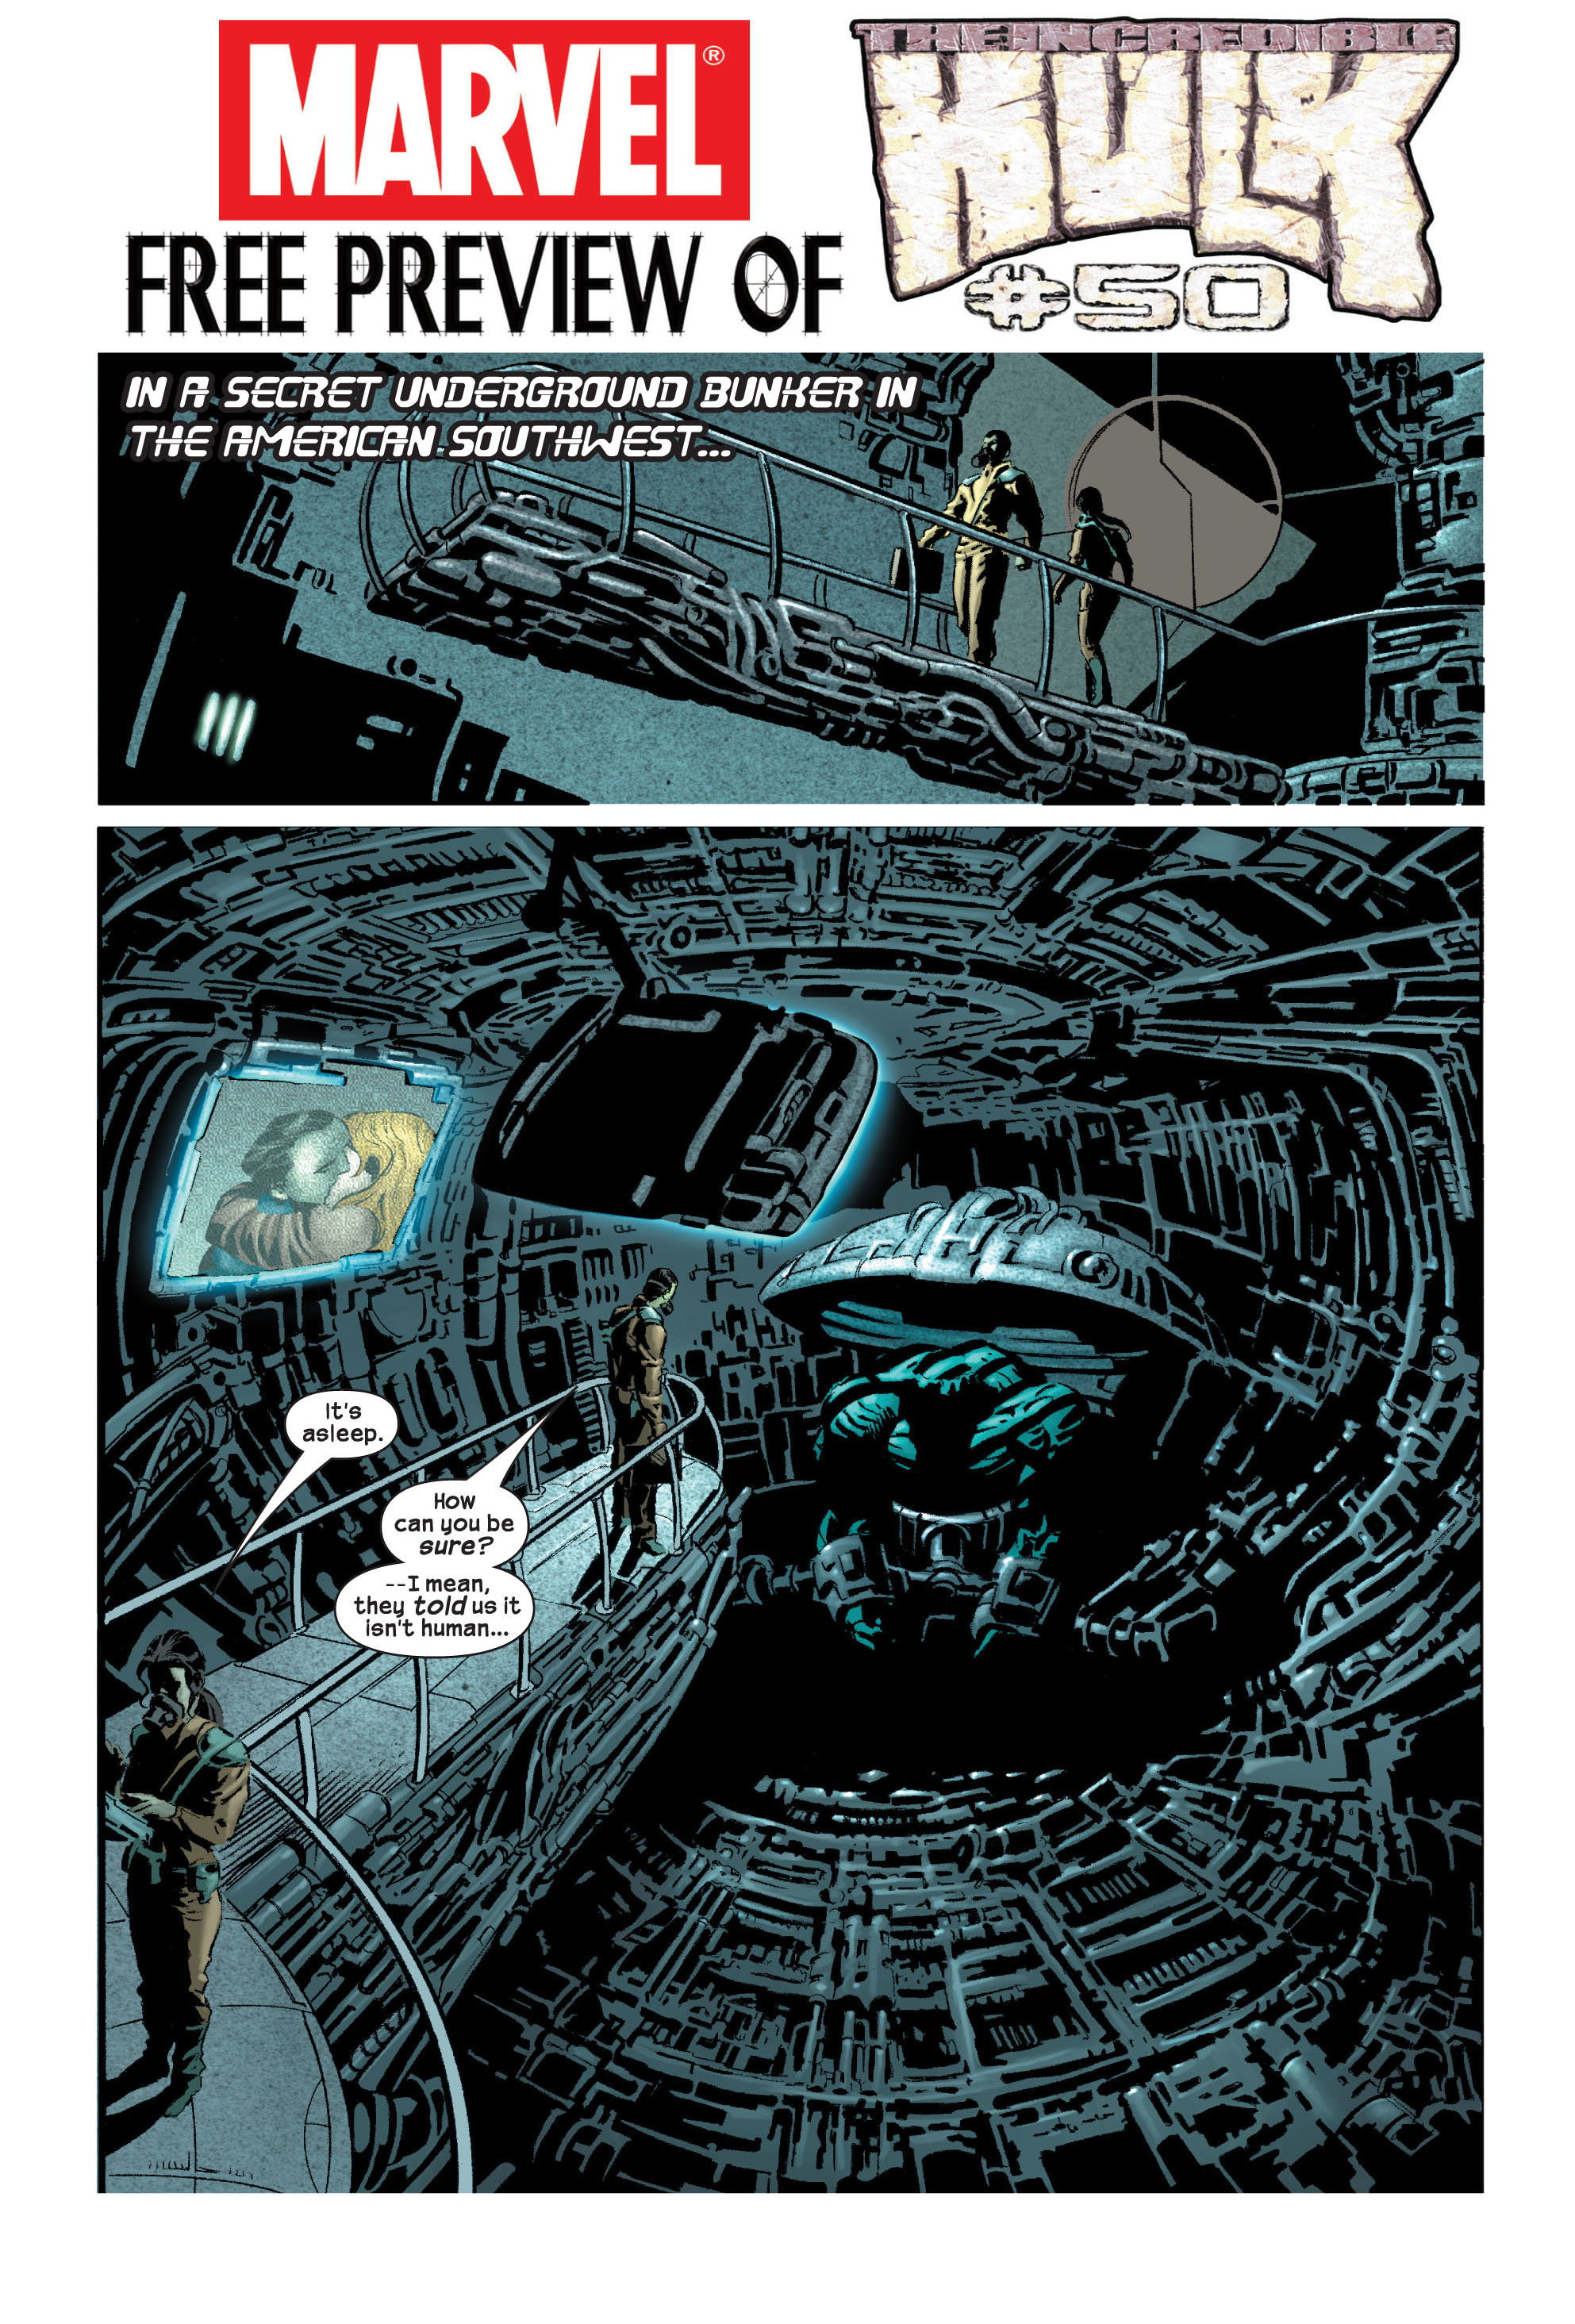 MARVEL®
FREE PREVIEW OF
THE INCREDIBLE
HULK
#50
IN A SECRET UNDERGROUND BUNKER IN
THE AMERICAN SOUTHWEST...
It's
asleep.
How
can you be
sure?
--I mean,
they told us it
isn't human...